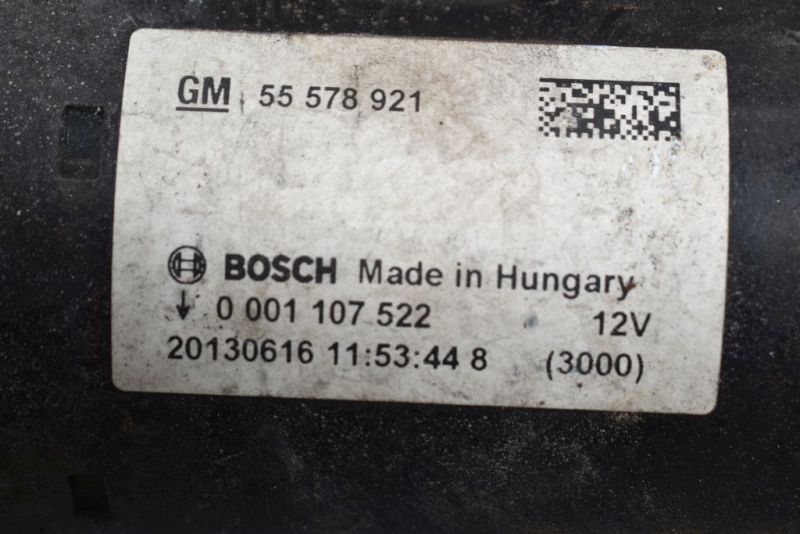 GM 55 578 921
BOSCH Made in Hungary
0 001 107 522 12V
20130616 11:53:44 8 (3000)